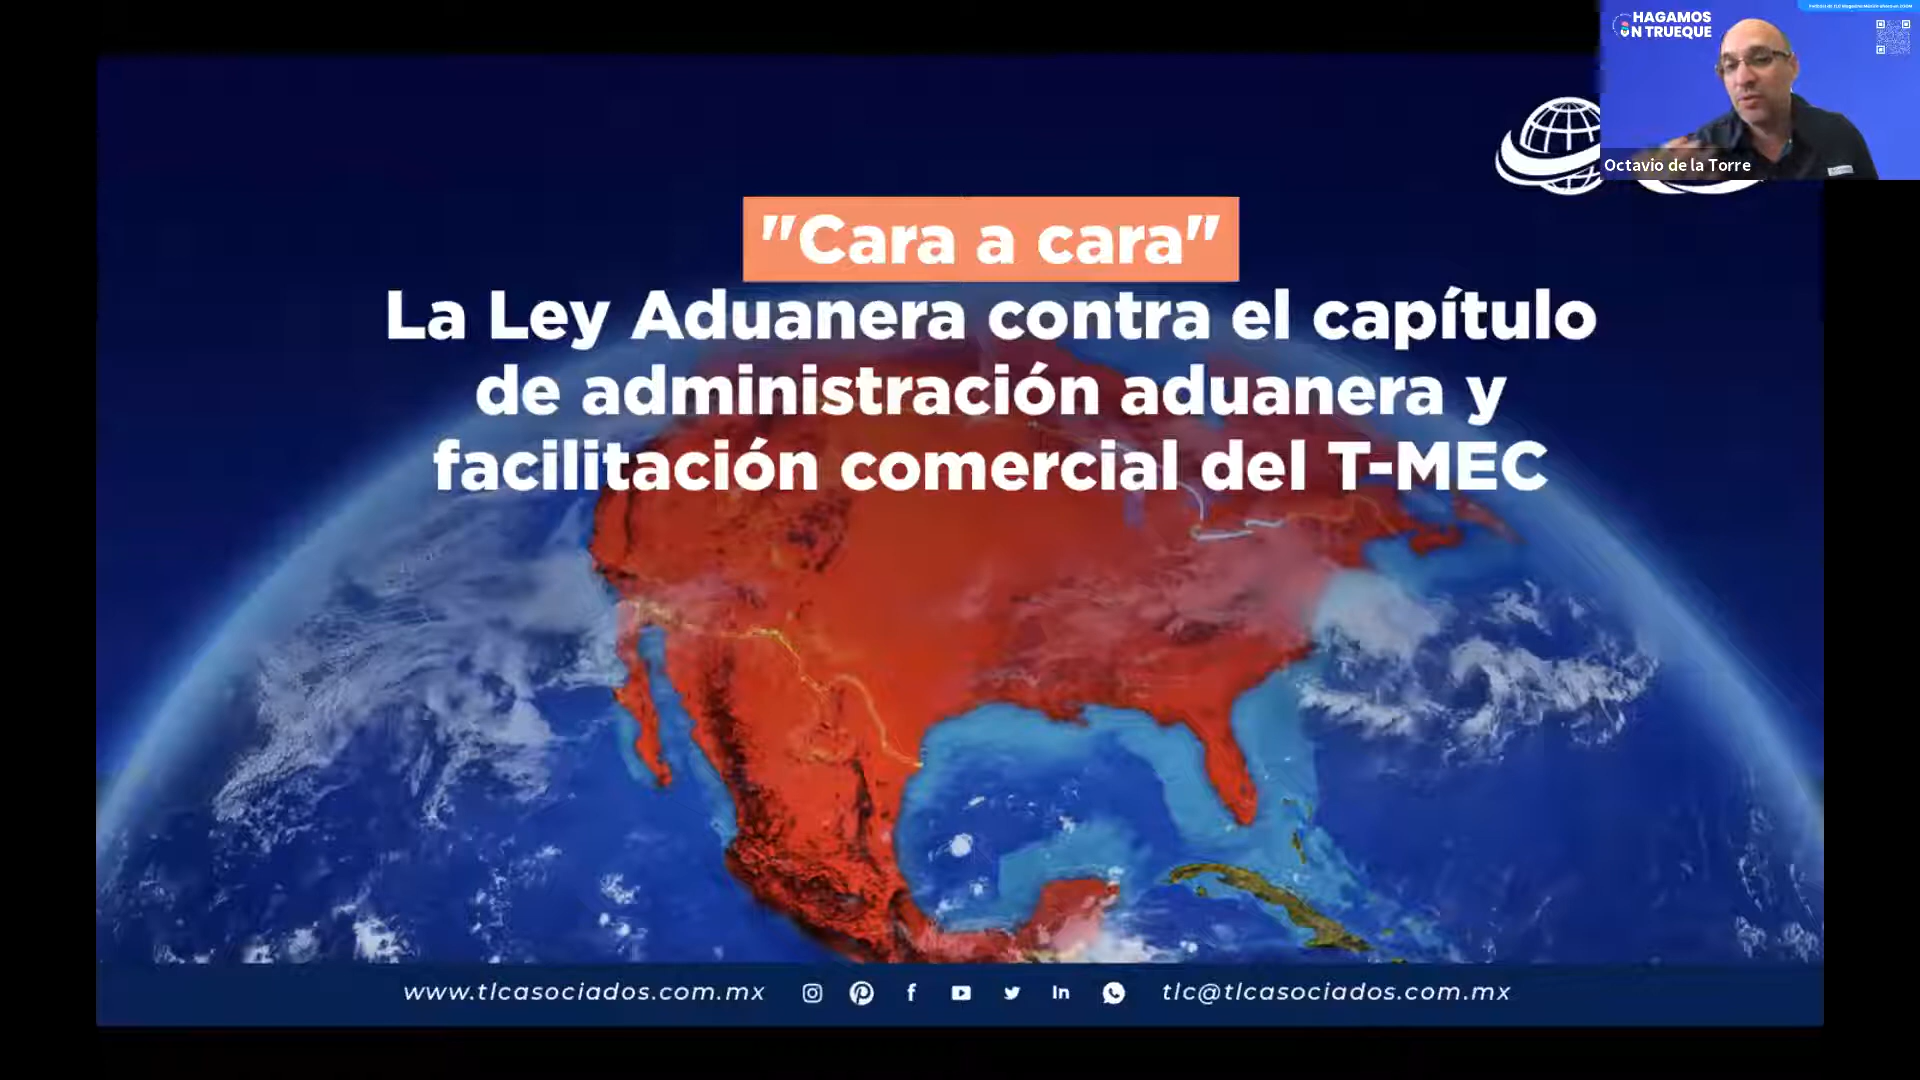 HAGAMOS
UN TRUEQUE
Octavio de la Torre
"Cara a cara"
La Ley Aduanera contra el capítulo
de administración aduanera y
facilitación comercial del T-MEC
www.tlcasociados.com.mx
tlc@tlcasociados.com.mx